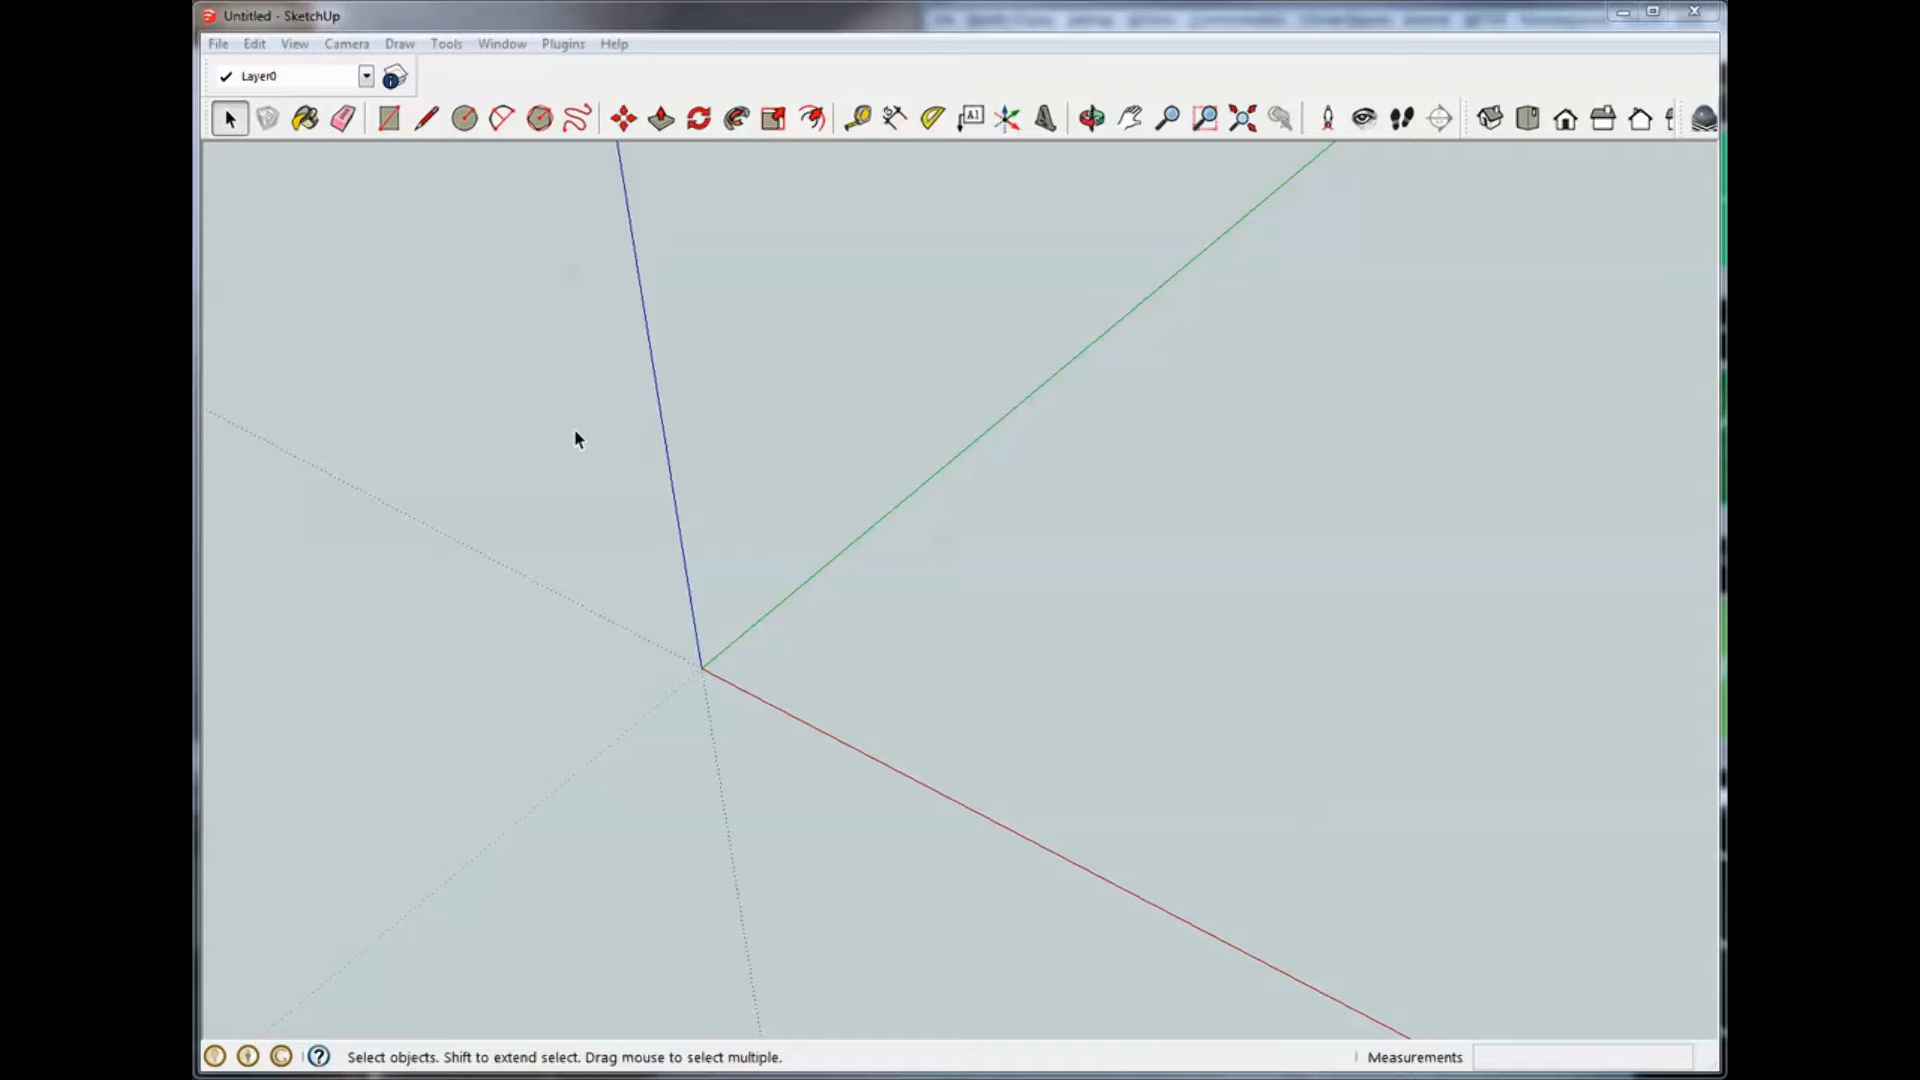 Untitled - SketchUp
File Edit View Camera Draw Tools Window Plugins Help
Layer0
A1
Select objects. Shift to extend select. Drag mouse to select multiple.
Measurements